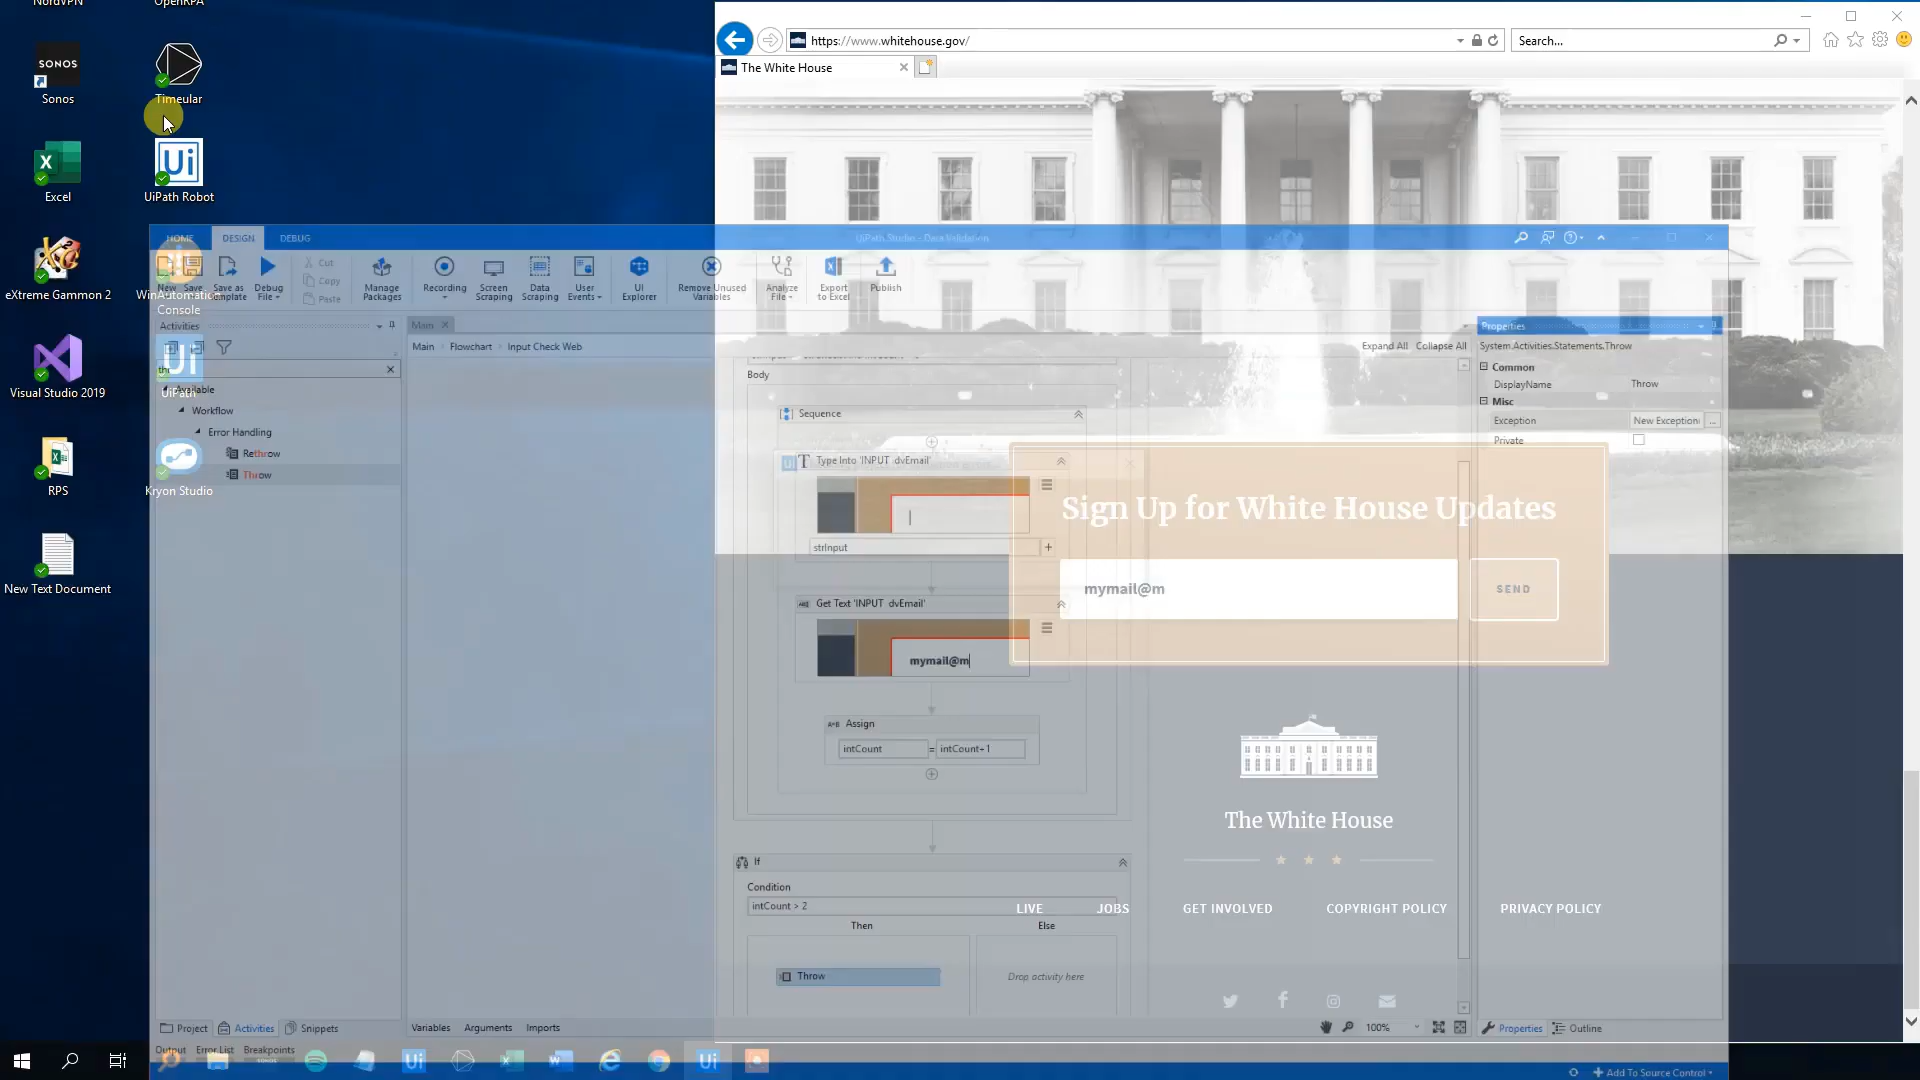 NordVPN
OpenRPA
SONOS
Sonos
Timeular
Excel
Ui
UiPath Robot
eXtreme Gammon 2
WinAutomation
Console
Visual Studio 2019
UiPath
RPS
Kryon Studio
New Text Document
https://www.whitehouse.gov/
Search...
The White House
HOME
DESIGN
DEBUG
UiPath Studio - Data Validation
New
Save
Save as
Template
Debug
File
Cut
Copy
Paste
Manage
Packages
Recording
Screen
Scraping
Data
Scraping
User
Events
UI
Explorer
Remove Unused
Variables
Analyze
File
Export
to Excel
Publish
Activities
Available
Workflow
Error Handling
Rethrow
Throw
Main
Main
Flowchart
Input Check Web
Expand All
Collapse All
Body
Sequence
Type Into 'INPUT dvEmail'
strInput
Get Text 'INPUT dvEmail'
mymail@m
Assign
intCount = intCount+1
If
Condition
intCount > 2
Then
Else
Throw
Drop activity here
Properties
System.Activities.Statements.Throw
Common
DisplayName
Throw
Misc
Exception
New Exception(
...
Private
Sign Up for White House Updates
mymail@m
SEND
The White House
LIVE
JOBS
GET INVOLVED
COPYRIGHT POLICY
PRIVACY POLICY
Project
Activities
Snippets
Variables
Arguments
Imports
100%
Properties
Outline
Output
Error List
Breakpoints
Add To Source Control